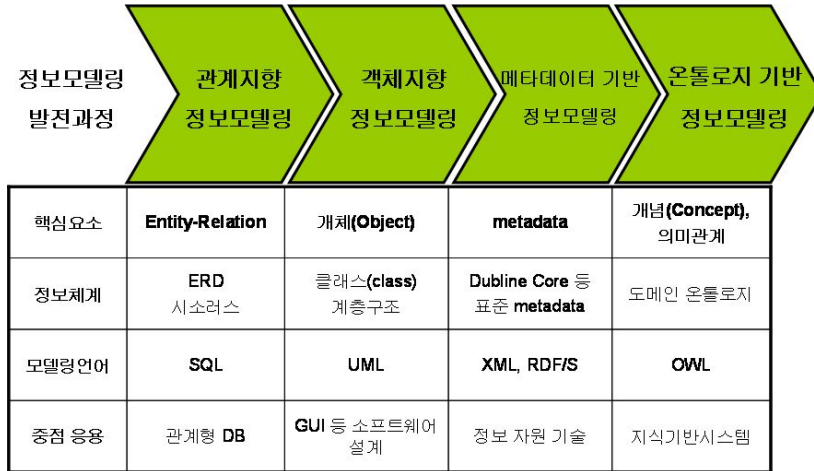 정보모델링
발전과정
관계지향
정보모델링
객체지향
정보모델링
메타데이터 기반
정보모델링
온톨로지 기반
정보모델링
핵심요소
Entity-Relation
개체(Object)
metadata
개념(Concept),
의미관계
정보체계
ERD
시소러스
클래스(class)
계층구조
Dubline Core 등
표준 metadata
도메인 온톨로지
모델링언어
SQL
UML
XML, RDF/S
OWL
중점 응용
관계형 DB
GUI 등 소프트웨어
설계
정보 자원 기술
지식기반시스템